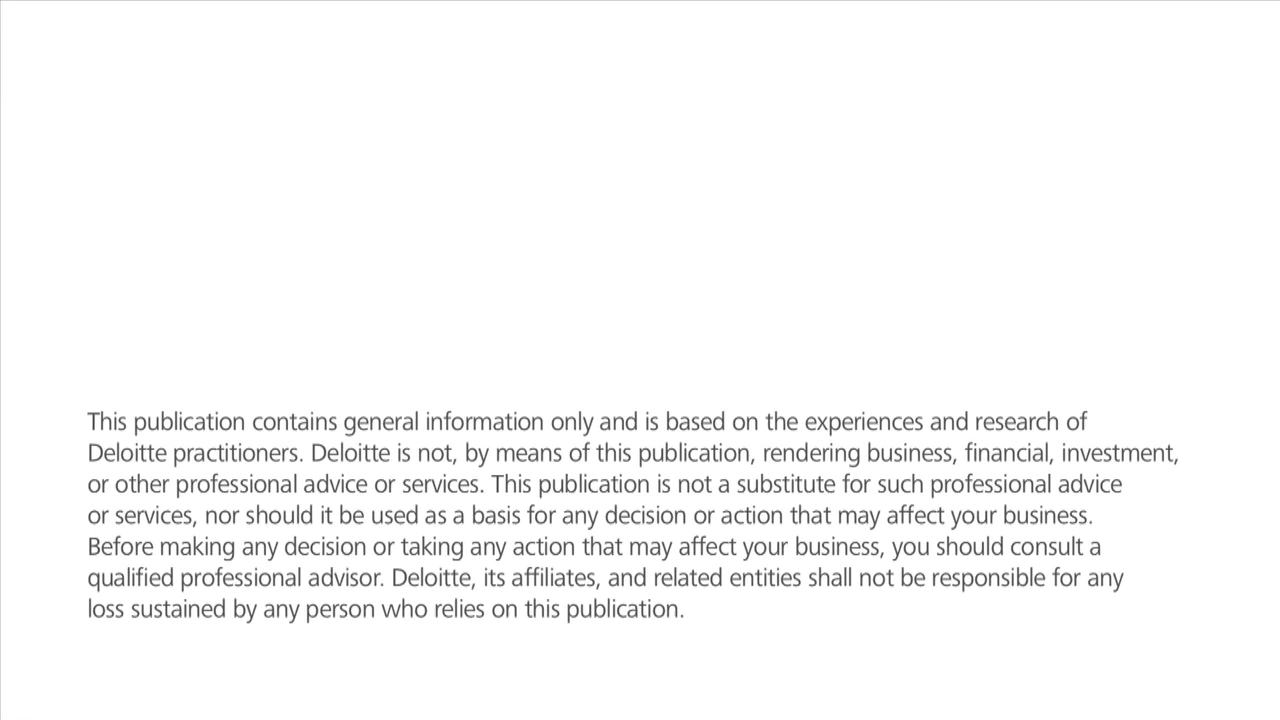 This publication contains general information only and is based on the experiences and research of
Deloitte practitioners. Deloitte is not, by means of this publication, rendering business, financial, investment,
or other professional advice or services. This publication is not a substitute for such professional advice
or services, nor should it be used as a basis for any decision or action that may affect your business.
Before making any decision or taking any action that may affect your business, you should consult a
qualified professional advisor. Deloitte, its affiliates, and related entities shall not be responsible for any
loss sustained by any person who relies on this publication.